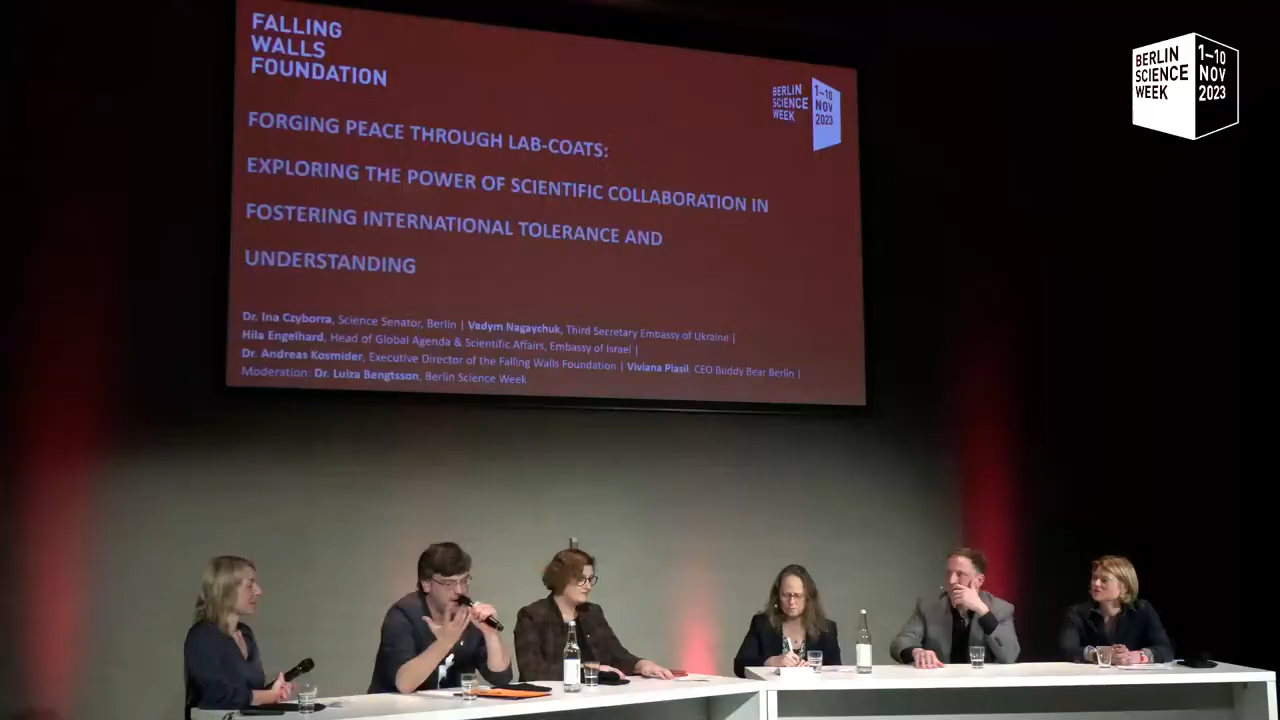 FALLING
WALLS
FOUNDATION
BERLIN
SCIENCE
WEEK
1–10
NOV
2023
FORGING PEACE THROUGH LAB-COATS:
EXPLORING THE POWER OF SCIENTIFIC COLLABORATION IN
FOSTERING INTERNATIONAL TOLERANCE AND
UNDERSTANDING
Dr. Ina Czyborra, Science Senator, Berlin | Vadym Nagaychuk, Third Secretary Embassy of Ukraine |
Hila Engelhard, Head of Global Agenda & Scientific Affairs, Embassy of Israel |
Dr. Andreas Kosmider, Executive Director of the Falling Walls Foundation | Viviana Plasil, CEO Buddy Bear Berlin |
Moderation: Dr. Luiza Bengtsson, Berlin Science Week
BERLIN
SCIENCE
WEEK
1–10
NOV
2023